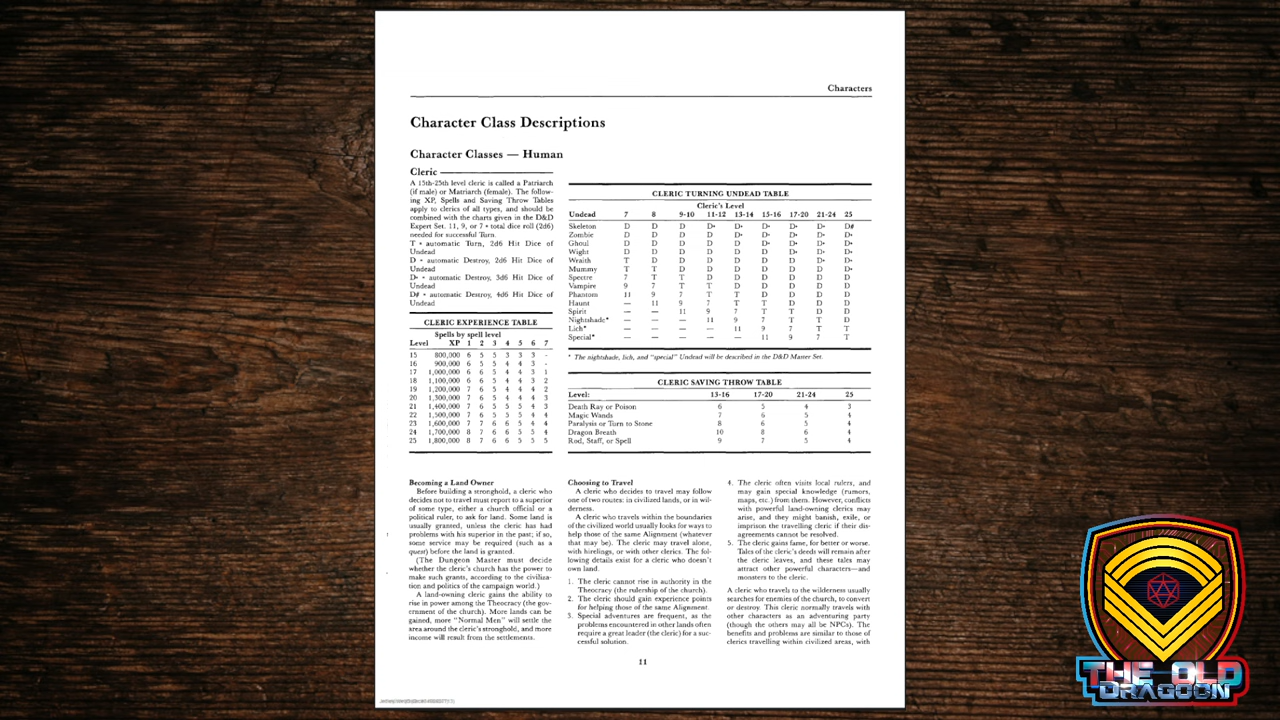 Characters
Character Class Descriptions
Character Classes — Human
Cleric
A 15th-25th level cleric is called a Patriarch
(if male) or Matriarch (female). The follow-
ing XP, Spells and Saving Throw Tables
apply to clerics of all types, and should be
combined with the charts given in the D&D
Expert Set. 11, 9, or 7 = total dice roll (2d6)
needed for successful Turn.
T = automatic Turn, 2d6 Hit Dice of
Undead
D = automatic Destroy, 2d6 Hit Dice of
Undead
D• = automatic Destroy, 3d6 Hit Dice of
Undead
D# = automatic Destroy, 4d6 Hit Dice of
Undead
CLERIC EXPERIENCE TABLE
Spells by spell level
Level XP 1 2 3 4 5 6 7
15 800,000 6 5 5 3 3 3 -
16 900,000 6 5 5 4 4 3 -
17 1,000,000 6 6 5 4 4 3 1
18 1,100,000 6 6 5 4 4 3 2
19 1,200,000 7 6 5 4 4 4 2
20 1,300,000 7 6 5 4 4 4 3
21 1,400,000 7 6 5 5 5 4 3
22 1,500,000 7 6 5 5 5 4 4
23 1,600,000 7 7 6 6 5 4 4
24 1,700,000 8 7 6 6 5 5 4
25 1,800,000 8 7 6 6 5 5 5
CLERIC TURNING UNDEAD TABLE
Cleric's Level
Undead 7 8 9-10 11-12 13-14 15-16 17-20 21-24 25
Skeleton D D D D• D• D• D• D• D#
Zombie D D D D D• D• D• D• D•
Ghoul D D D D D D• D• D• D•
Wight D D D D D D D• D• D•
Wraith T D D D D D D D• D•
Mummy T T D D D D D D D•
Spectre 7 T T D D D D D D
Vampire 9 7 T T D D D D D
Phantom 11 9 7 T T D D D D
Haunt — 11 9 7 T T D D D
Spirit — — 11 9 7 T T D D
Nightshade* — — — 11 9 7 T T D
Lich* — — — — 11 9 7 T T
Special* — — — — — 11 9 7 T
* The nightshade, lich, and "special" Undead will be described in the D&D Master Set.
CLERIC SAVING THROW TABLE
Level: 13-16 17-20 21-24 25
Death Ray or Poison 6 5 4 3
Magic Wands 7 6 5 4
Paralysis or Turn to Stone 8 6 5 4
Dragon Breath 10 8 6 4
Rod, Staff, or Spell 9 7 5 4
Becoming a Land Owner
Before building a stronghold, a cleric who
decides not to travel must report to a superior
of some type, either a church official or a
political ruler, to ask for land. Some land is
usually granted, unless the cleric has had
problems with his superior in the past; if so,
some service may be required (such as a
quest) before the land is granted.
(The Dungeon Master must decide
whether the cleric's church has the power to
make such grants, according to the civiliza-
tion and politics of the campaign world.)
A land-owning cleric gains the ability to
rise in power among the Theocracy (the gov-
ernment of the church). More lands can be
gained, more "Normal Men" will settle the
area around the cleric's stronghold, and more
income will result from the settlements.
Choosing to Travel
A cleric who decides to travel may follow
one of two routes: in civilized lands, or in wil-
derness.
A cleric who travels within the boundaries
of the civilized world usually looks for ways to
help those of the same Alignment (whatever
that may be). The cleric may travel alone,
with hirelings, or with other clerics. The fol-
lowing details exist for a cleric who doesn't
own land.
1. The cleric cannot rise in authority in the
Theocracy (the rulership of the church).
2. The cleric should gain experience points
for helping those of the same Alignment.
3. Special adventures are frequent, as the
problems encountered in other lands often
require a great leader (the cleric) for a suc-
cessful solution.
4. The cleric often visits local rulers, and
may gain special knowledge (rumors,
maps, etc.) from them. However, conflicts
with powerful land-owning clerics may
arise, and they might banish, exile, or
imprison the travelling cleric if their dis-
agreements cannot be resolved.
5. The cleric gains fame, for better or worse.
Tales of the cleric's deeds will remain after
the cleric leaves, and these tales may
attract other powerful characters—and
monsters to the cleric.
A cleric who travels to the wilderness usually
searches for enemies of the church, to convert
or destroy. This cleric normally travels with
other characters as an adventuring party
(though the others may all be NPCs). The
benefits and problems are similar to those of
clerics travelling within civilized areas, with
11
THE OLD
DRAGOON